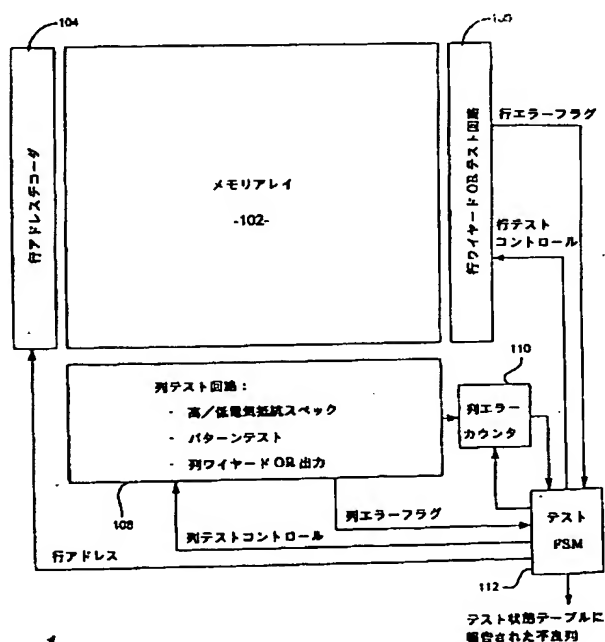 104
行アドレスデコーダ
メモリアレイ
-102-
行ワイヤード OR テスト回路
行エラーフラグ
行テスト
コントロール
列テスト回路：
- 高／低電気抵抗スペック
- パターンテスト
- 列ワイヤード OR 出力
108
110
列エラー
カウンタ
列エラーフラグ
列テストコントロール
行アドレス
テスト
FSM
112
テスト状態テーブルに
報告された不良列